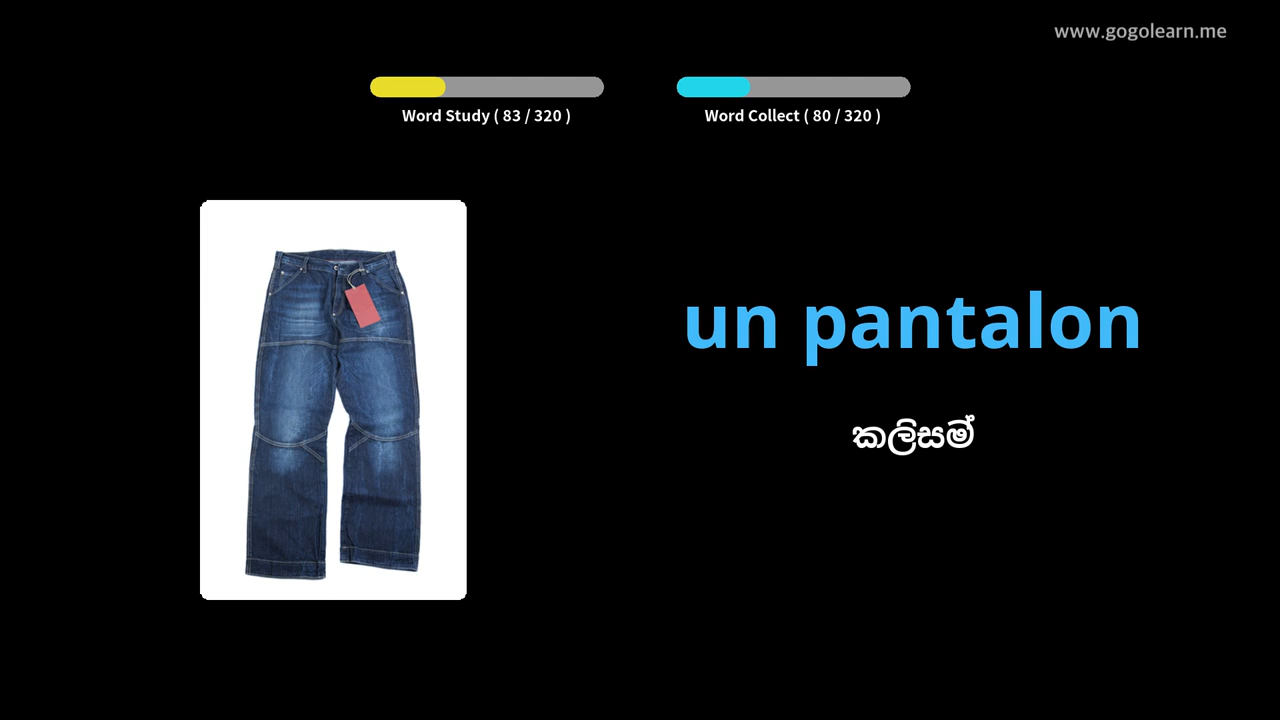 www.gogolearn.me
Word Study ( 83 / 320 )
Word Collect ( 80 / 320 )
un pantalon
කලිසම්